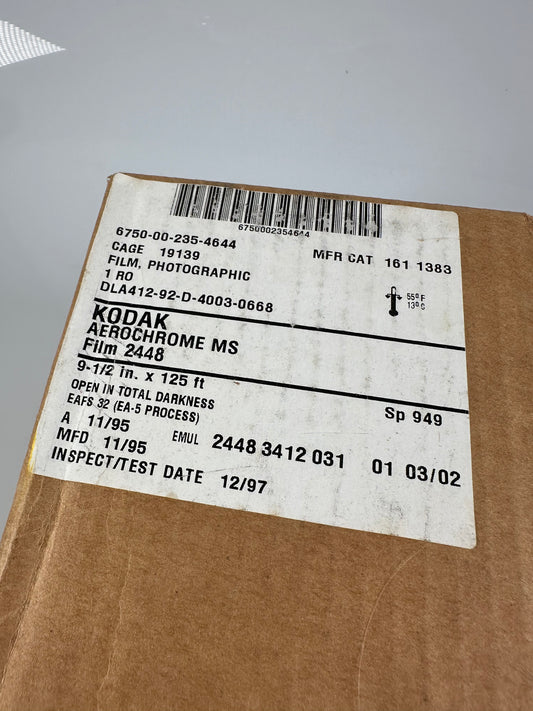 6750002354644
6750-00-235-4644
CAGE 19139 MFR CAT 161 1383
FILM, PHOTOGRAPHIC
1 RO
DLA412-92-D-4003-0668
55° F
13° C
KODAK
AEROCHROME MS
Film 2448
9-1/2 in. x 125 ft
OPEN IN TOTAL DARKNESS Sp 949
EAFS 32 (EA-5 PROCESS)
A 11/95
MFD 11/95 EMUL 2448 3412 031 01 03/02
INSPECT/TEST DATE 12/97